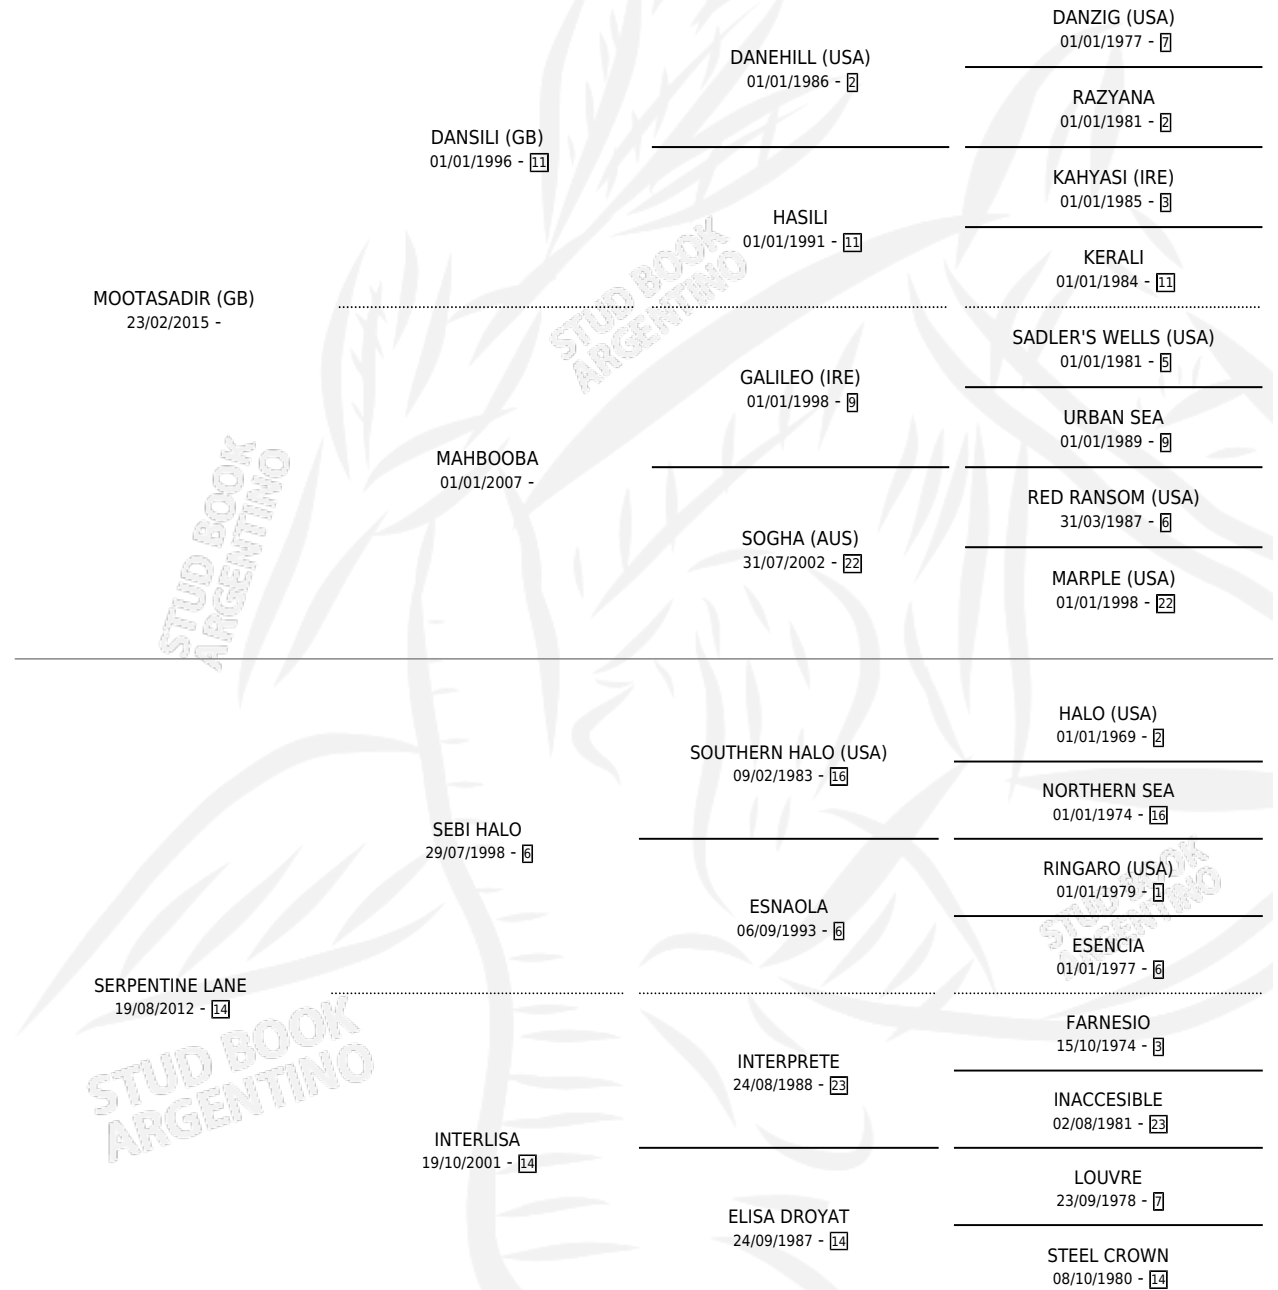 DANZIG (USA)
01/01/1977 - 7
DANEHILL (USA)
01/01/1986 - 2
RAZYANA
01/01/1981 - 2
DANSILI (GB)
01/01/1996 - 11
KAHYASI (IRE)
01/01/1985 - 3
HASILI
01/01/1991 - 11
KERALI
01/01/1984 - 11
MOOTASADIR (GB)
23/02/2015 -
SADLER'S WELLS (USA)
01/01/1981 - 5
GALILEO (IRE)
01/01/1998 - 9
URBAN SEA
01/01/1989 - 9
MAHBOOBA
01/01/2007 -
RED RANSOM (USA)
31/03/1987 - 6
SOGHA (AUS)
31/07/2002 - 22
MARPLE (USA)
01/01/1998 - 22
HALO (USA)
01/01/1969 - 2
SOUTHERN HALO (USA)
09/02/1983 - 16
NORTHERN SEA
01/01/1974 - 16
SEBI HALO
29/07/1998 - 6
RINGARO (USA)
01/01/1979 - 1
ESNAOLA
06/09/1993 - 6
ESENCIA
01/01/1977 - 6
SERPENTINE LANE
19/08/2012 - 14
FARNESIO
15/10/1974 - 3
INTERPRETE
24/08/1988 - 23
INACCESIBLE
02/08/1981 - 23
INTERLISA
19/10/2001 - 14
LOUVRE
23/09/1978 - 7
ELISA DROYAT
24/09/1987 - 14
STEEL CROWN
08/10/1980 - 14
STUD BOOK
ARGENTINO
STUD BOOK
ARGENTINO
STUD BOOK
ARGENTINO
STUD BOOK
ARGENTINO